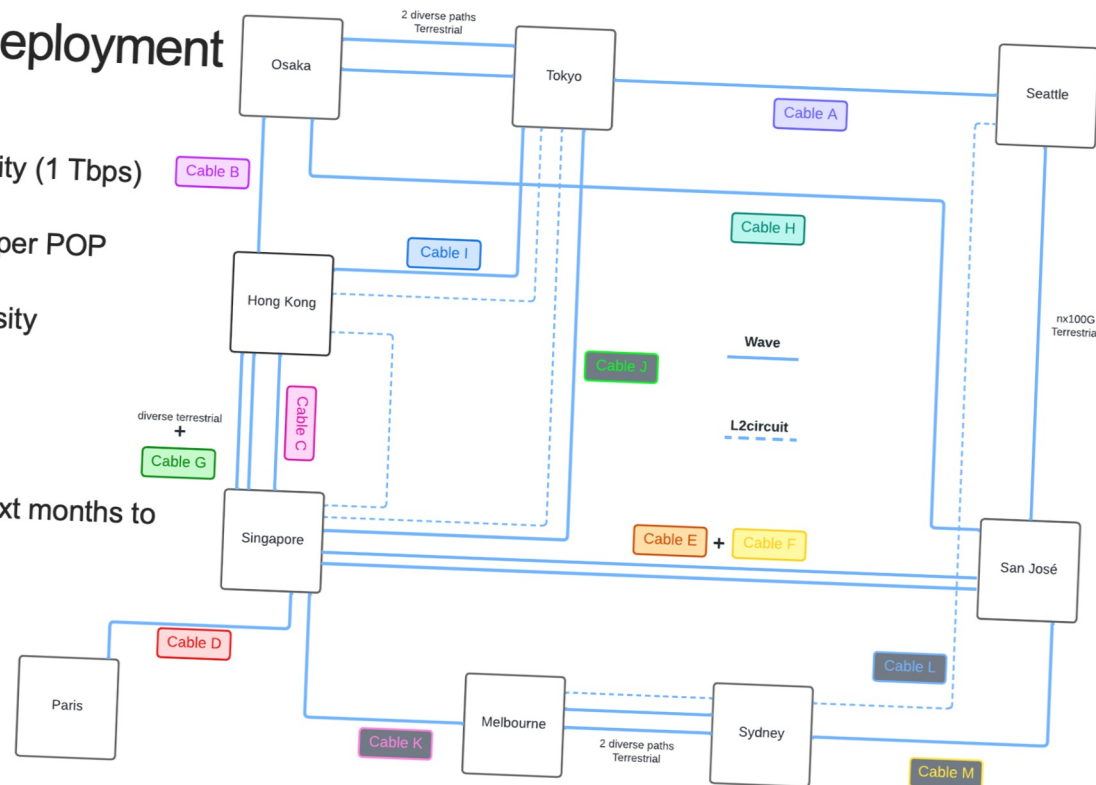 eployment
2 diverse paths
Terrestrial
Osaka
Tokyo
Seattle
Cable A
ity (1 Tbps)
Cable B
Cable H
per POP
Cable I
Hong Kong
sity
nx100G
Terrestria
Wave
Cable J
L2circuit
Cable C
diverse terrestrial
+
Cable G
xt months to
Singapore
Cable E + Cable F
San José
Cable D
Cable L
Paris
Melbourne
Sydney
Cable K
2 diverse paths
Terrestrial
Cable M